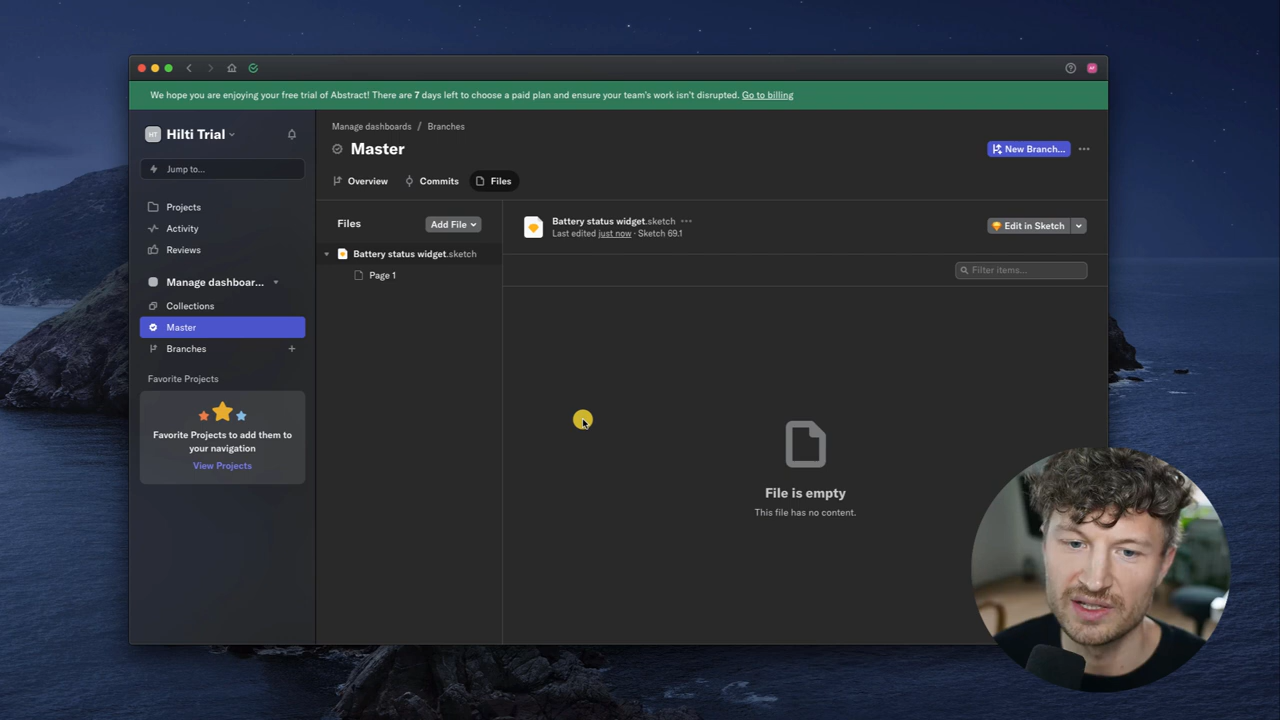 We hope you are enjoying your free trial of Abstract! There are 7 days left to choose a paid plan and ensure your team's work isn't disrupted. Go to billing
HT Hilti Trial
Jump to...
Projects
Activity
Reviews
Manage dashboar...
Collections
Master
Branches
Favorite Projects
Favorite Projects to add them to
your navigation
View Projects
Manage dashboards / Branches
Master
New Branch...
Overview
Commits
Files
Files
Add File
Battery status widget.sketch
Page 1
Battery status widget.sketch
Last edited just now · Sketch 69.1
Edit in Sketch
Filter items...
File is empty
This file has no content.